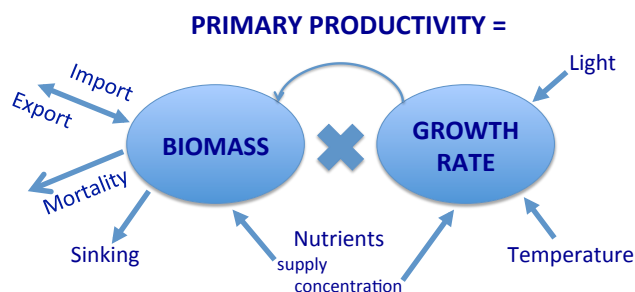 PRIMARY PRODUCTIVITY =
Light
Import
Export
BIOMASS
GROWTH
RATE
Mortality
Sinking
Nutrients
supply
concentration
Temperature